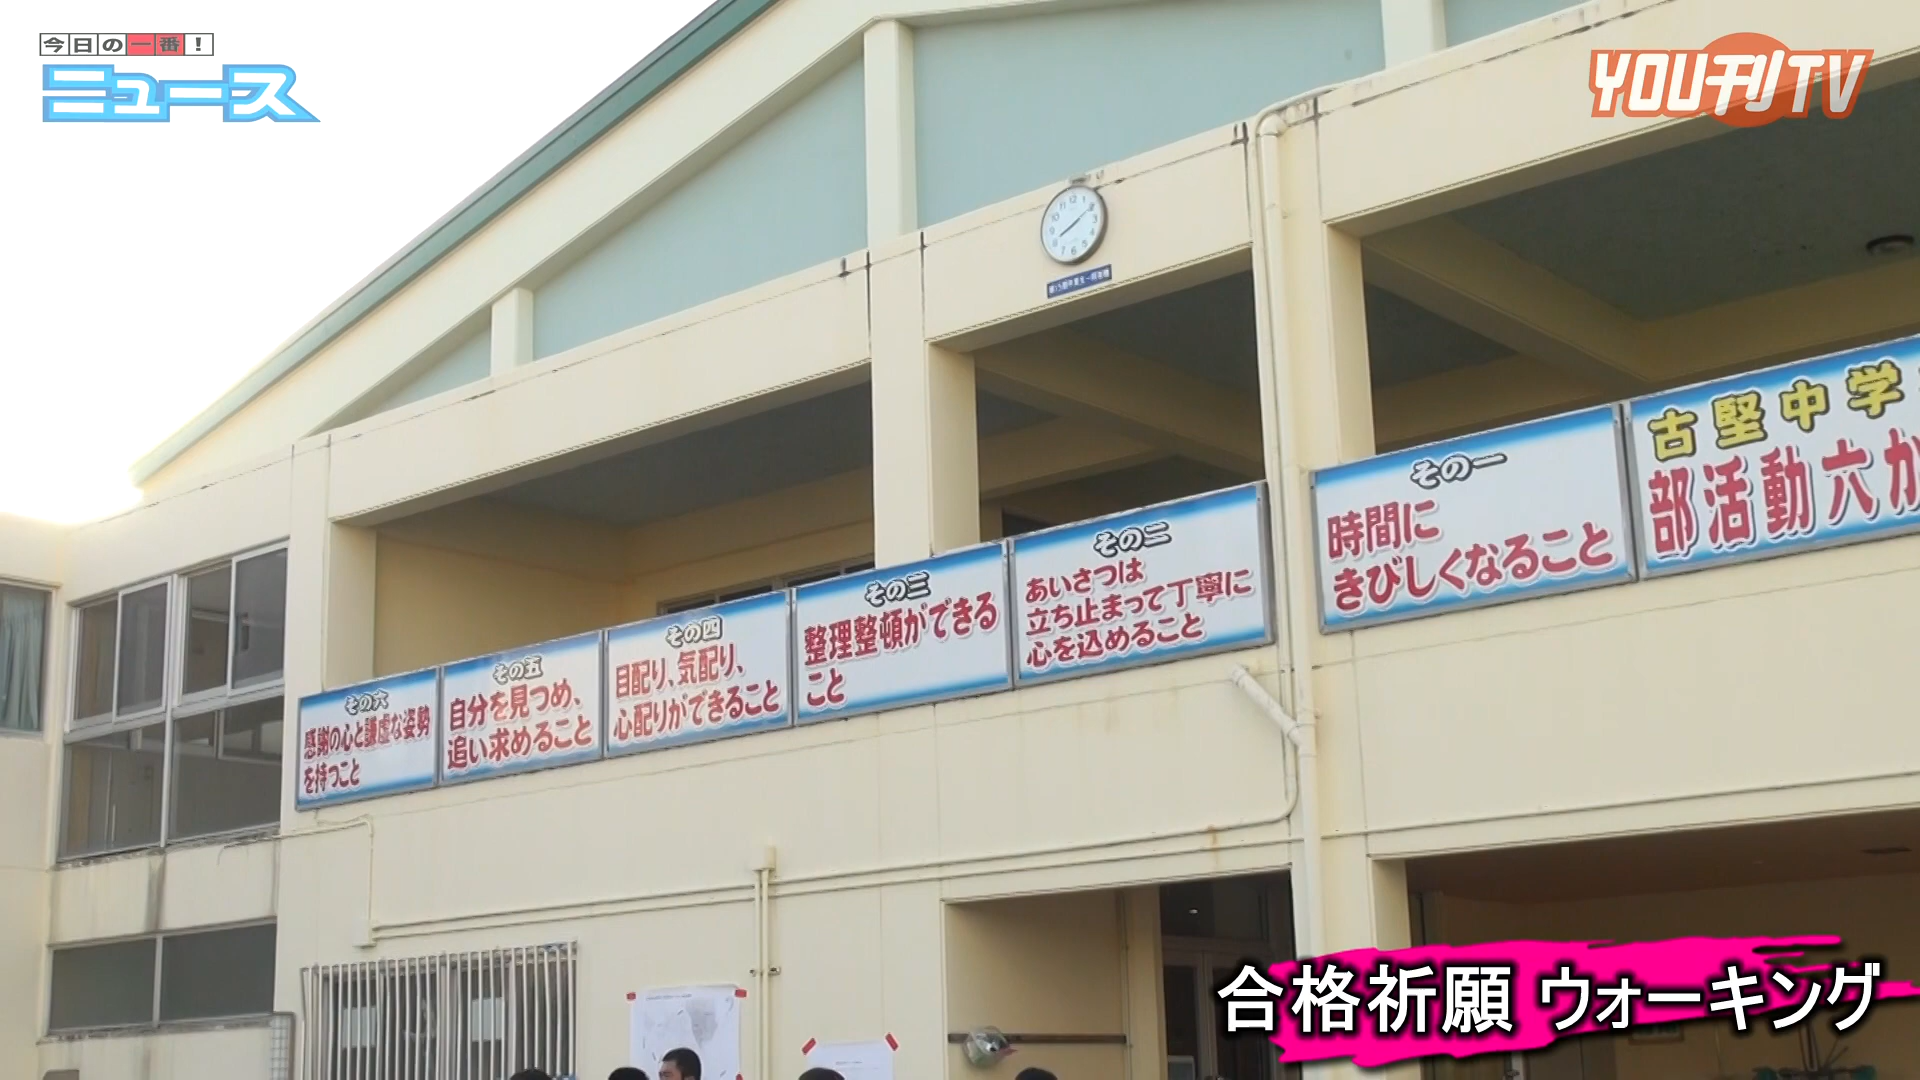 今日の一番！
ニュース
YOU刊TV
古堅中学
部活動六か
その一
時間に
きびしくなること
その二
あいさつは
立ち止まって丁寧に
心を込めること
その三
整理整頓ができる
こと
その四
目配り、気配り、
心配りができること
その五
自分を見つめ、
追い求めること
その六
感謝の心と謙虚な姿勢
を持つこと
合格祈願 ウォーキング